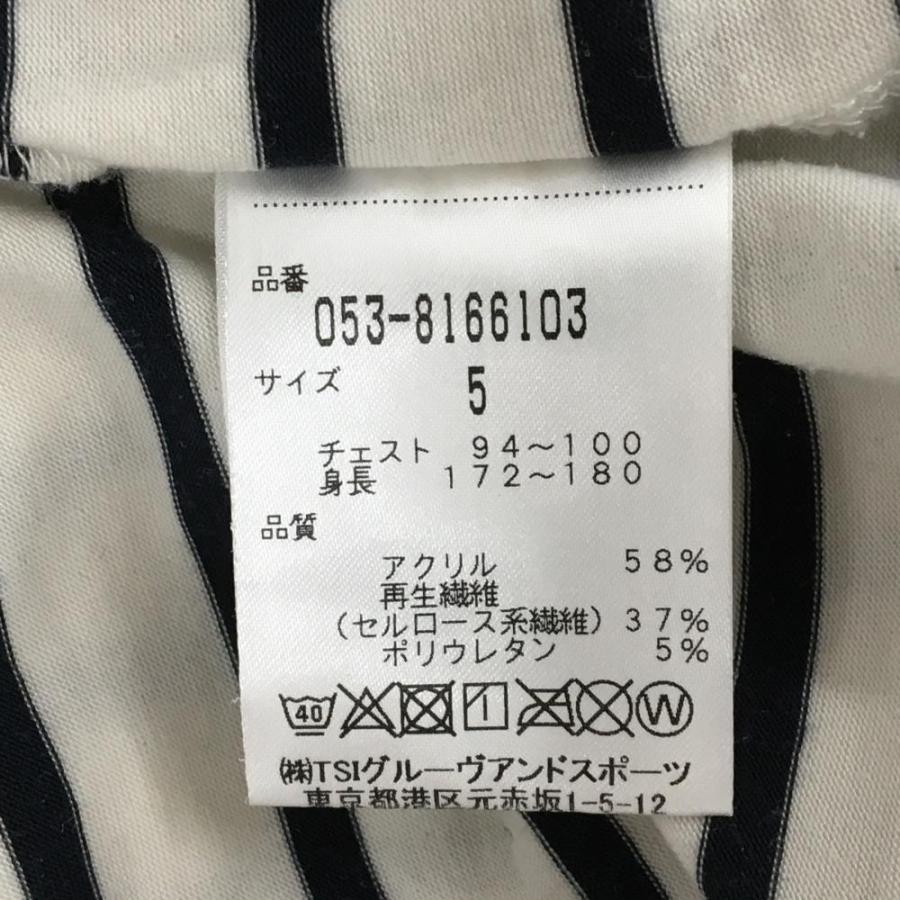 品番
053-8166103
サイズ 5
チェスト 94～100
身長 172～180
品質
アクリル 58%
再生繊維
(セルロース系繊維) 37%
ポリウレタン 5%
40 W
㈱TSIグルーヴアンドスポーツ
東京都港区元赤坂1-5-12